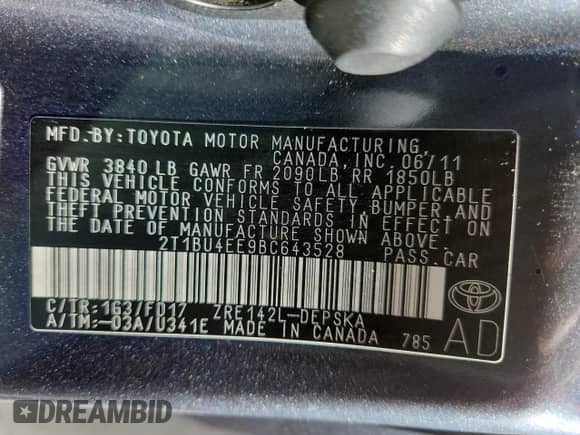 MFD. BY: TOYOTA MOTOR MANUFACTURING,
CANADA, INC. 06/11
GVWR 3840 LB GAWR FR 2090LB RR 1850LB
THIS VEHICLE CONFORMS TO ALL APPLICABLE
FEDERAL MOTOR VEHICLE SAFETY, BUMPER, AND
THEFT PREVENTION STANDARDS IN EFFECT ON
THE DATE OF MANUFACTURE SHOWN ABOVE.
2T1BU4EE9BC643528 PASS. CAR
C/TR: 1G3/FD17 ZRE142L-DEPSKA
A/TM: -03A/U341E MADE IN CANADA 785
TOYOTA
AD
DREAMBID